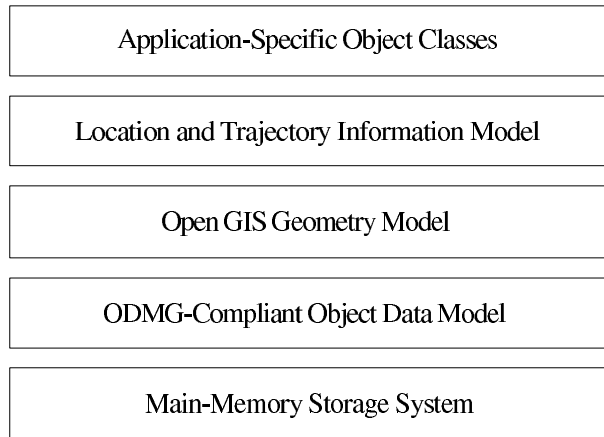 Application-Specific Object Classes
Location and Trajectory Information Model
Open GIS Geometry Model
ODMG-Compliant Object Data Model
Main-Memory Storage System